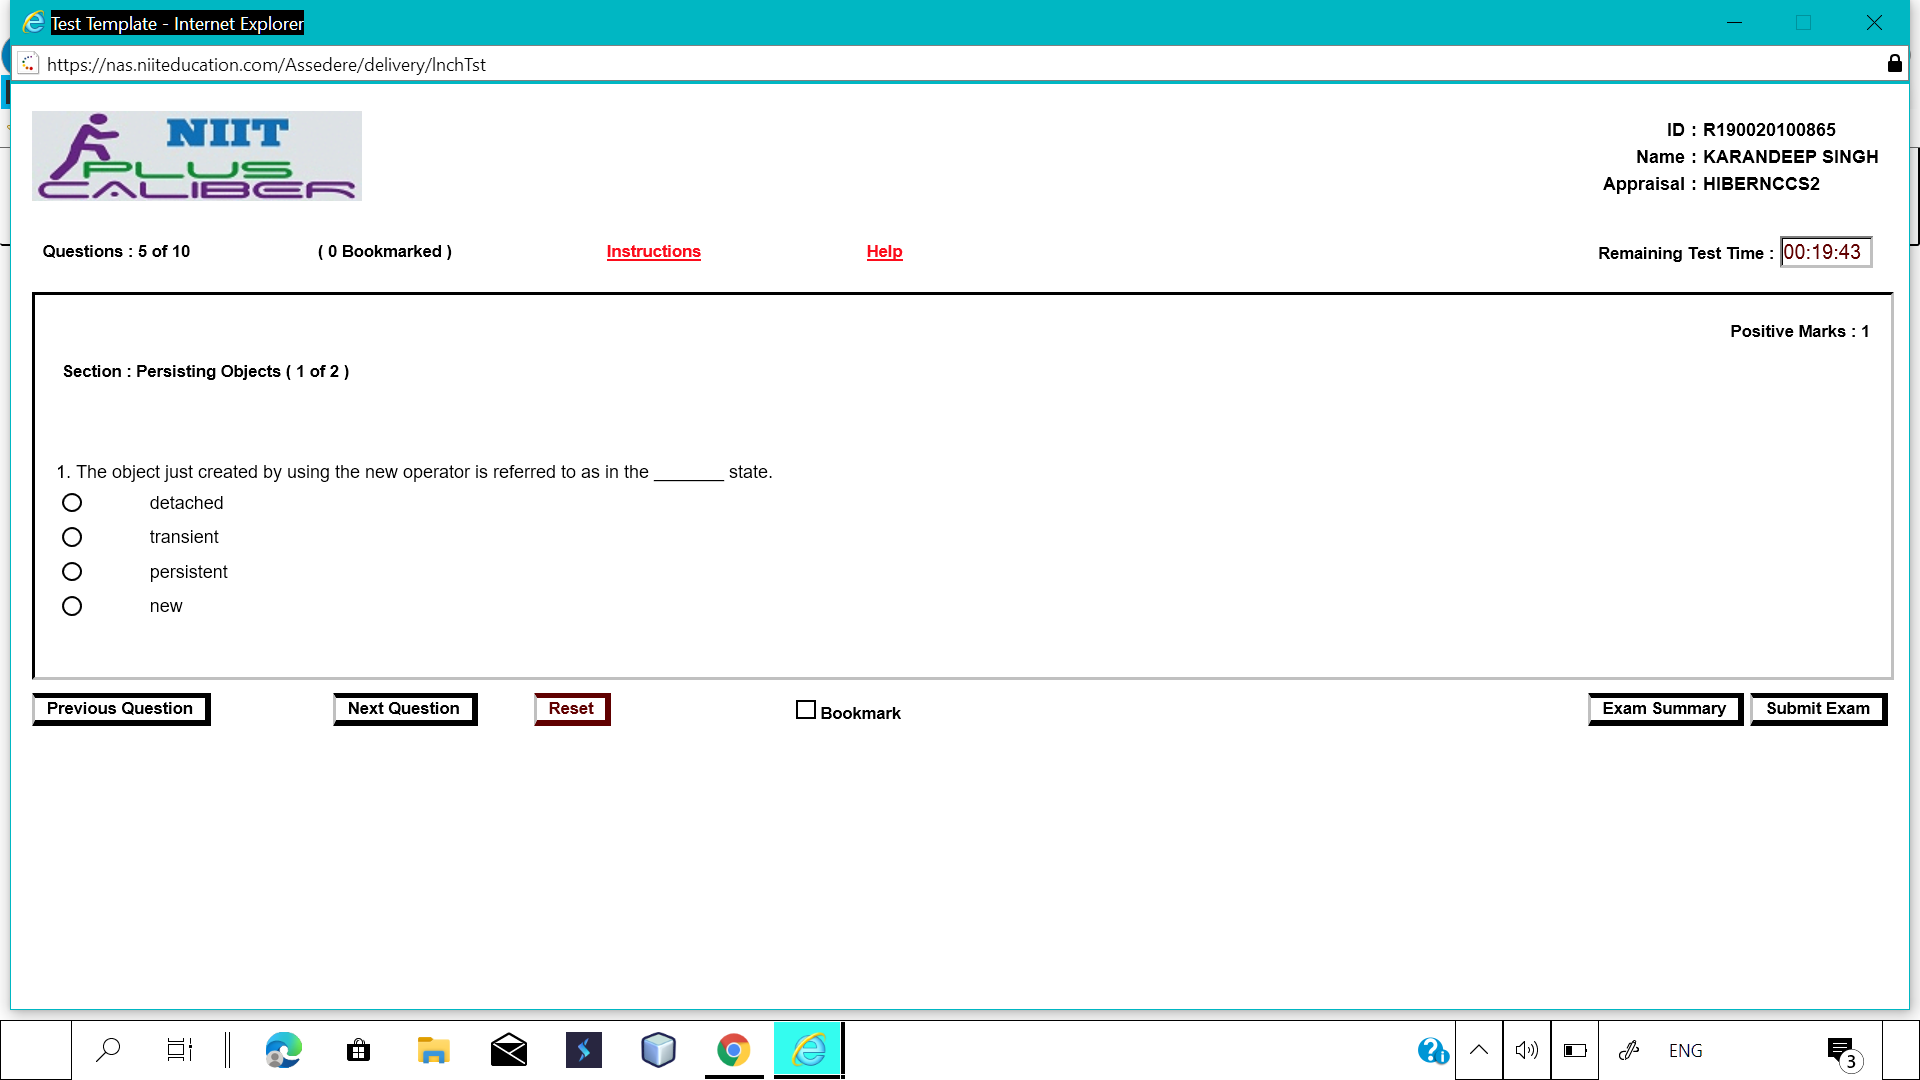 Test Template - Internet Explorer
https://nas.niiteducation.com/Assedere/delivery/lnchTst
NIIT
PLUS
CALIBER
ID : R190020100865
Name : KARANDEEP SINGH
Appraisal : HIBERNCCS2
Questions : 5 of 10 ( 0 Bookmarked ) Instructions Help Remaining Test Time : 00:19:43
Positive Marks : 1
Section : Persisting Objects ( 1 of 2 )
1. The object just created by using the new operator is referred to as in the _______ state.
detached
transient
persistent
new
Previous Question Next Question Reset Bookmark Exam Summary Submit Exam
ENG 3